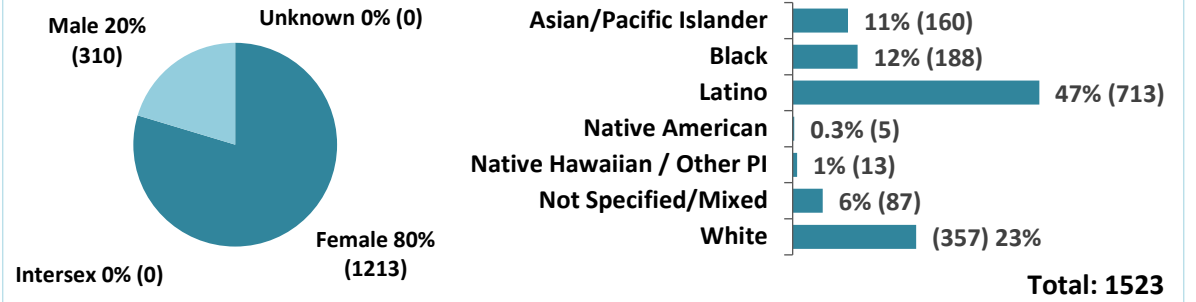 Unknown 0% (0)
Male 20%
(310)
Female 80%
(1213)
Intersex 0% (0)
Asian/Pacific Islander 11% (160)
Black 12% (188)
Latino 47% (713)
Native American 0.3% (5)
Native Hawaiian / Other PI 1% (13)
Not Specified/Mixed 6% (87)
White (357) 23%
Total: 1523